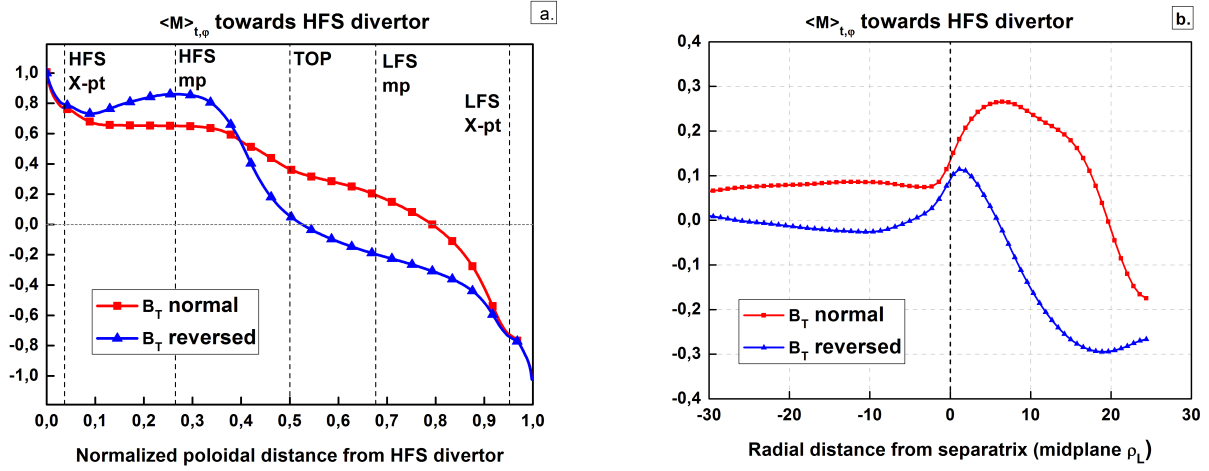 <M>t,φ towards HFS divertor
a.
HFS
X-pt
HFS
mp
TOP
LFS
mp
LFS
X-pt
1,0
0,8
0,6
0,4
0,2
0,0
-0,2
-0,4
-0,6
-0,8
-1,0
BT normal
BT reversed
0,0 0,1 0,2 0,3 0,4 0,5 0,6 0,7 0,8 0,9 1,0
Normalized poloidal distance from HFS divertor
<M>t,φ towards HFS divertor
b.
0,4
0,3
0,2
0,1
0,0
-0,1
-0,2
-0,3
-0,4
BT normal
BT reversed
-30 -20 -10 0 10 20 30
Radial distance from separatrix (midplane ρL)